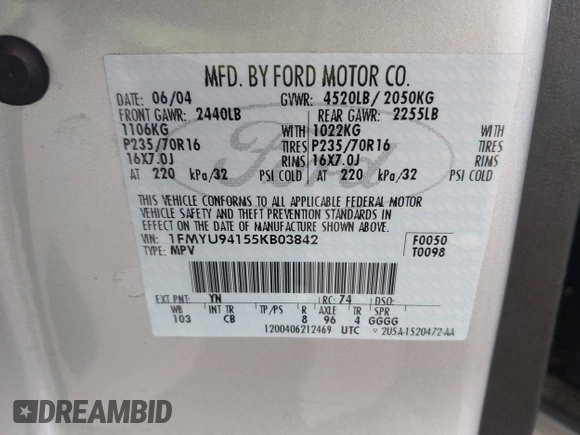 MFD. BY FORD MOTOR CO.
DATE: 06/04 GVWR: 4520LB/ 2050KG
FRONT GAWR: 2440LB REAR GAWR: 2255LB
1106KG WITH 1022KG WITH
P235/70R16 TIRES P235/70R16 TIRES
16X7.0J RIMS 16X7.0J RIMS
AT 220 kPa/32 PSI COLD AT 220 kPa/32 PSI COLD
THIS VEHICLE CONFORMS TO ALL APPLICABLE FEDERAL MOTOR
VEHICLE SAFETY AND THEFT PREVENTION STANDARDS IN
EFFECT ON THE DATE OF MANUFACTURE SHOWN ABOVE.
VIN: 1FMYU94155KB03842 F0050
TYPE: MPV T0098
Ford
EXT PNT: YN RC: 74 DSO:
WB INT TR TP/PS R AXLE TR SPR
103 CB 8 96 4 GGGG
1200406212469 UTC 2U5A-1520472-AA
DREAMBID